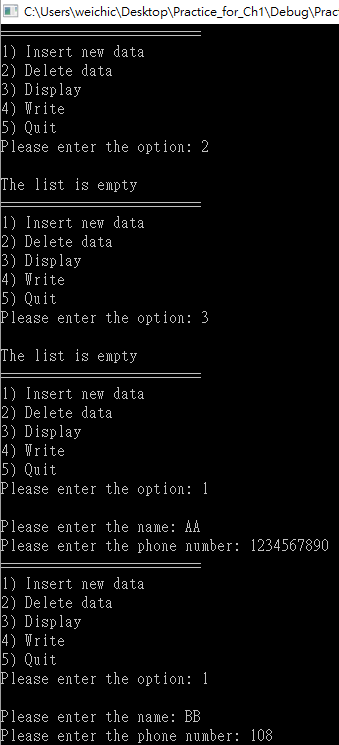 C:\Users\weichic\Desktop\Practice_for_Ch1\Debug\Prac
=========================
1) Insert new data
2) Delete data
3) Display
4) Write
5) Quit
Please enter the option: 2
The list is empty
=========================
1) Insert new data
2) Delete data
3) Display
4) Write
5) Quit
Please enter the option: 3
The list is empty
=========================
1) Insert new data
2) Delete data
3) Display
4) Write
5) Quit
Please enter the option: 1
Please enter the name: AA
Please enter the phone number: 1234567890
=========================
1) Insert new data
2) Delete data
3) Display
4) Write
5) Quit
Please enter the option: 1
Please enter the name: BB
Please enter the phone number: 108